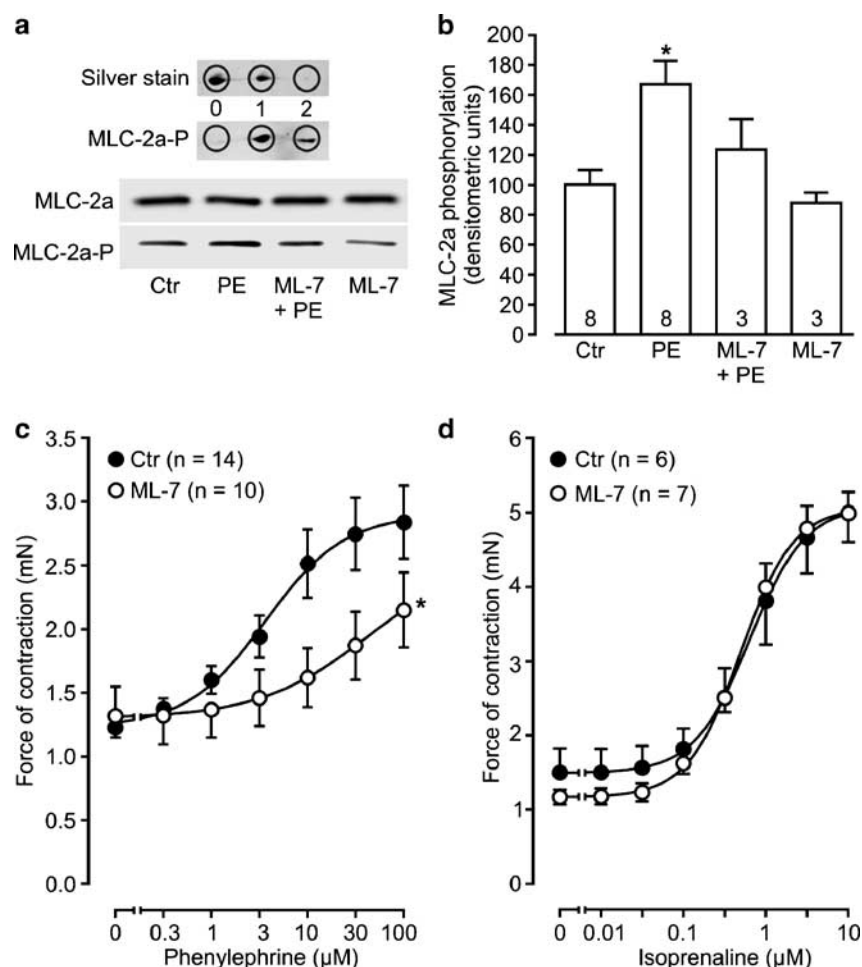 a
Silver stain
0 1 2
MLC-2a-P
MLC-2a
MLC-2a-P
Ctr PE ML-7 + PE ML-7
b
MLC-2a phosphorylation
(densitometric units)
200
180
160
140
120
100
80
60
40
20
0
*
8 8 3 3
Ctr PE ML-7 + PE ML-7
c
Ctr (n = 14)
ML-7 (n = 10)
Force of contraction (mN)
3.5
3.0
2.5
2.0
1.5
1.0
0.5
0.0
*
0 0.3 1 3 10 30 100
Phenylephrine (µM)
d
Ctr (n = 6)
ML-7 (n = 7)
Force of contraction (mN)
6
5
4
3
2
1
0
0 0.01 0.1 1 10
Isoprenaline (µM)